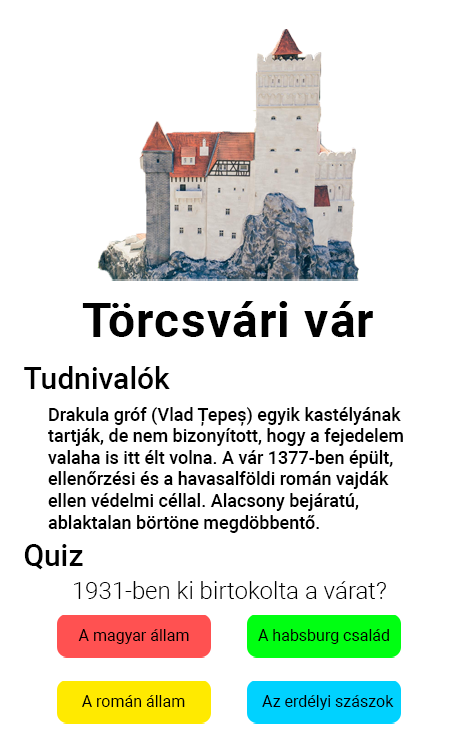 Törcsvári vár
Tudnivalók
Drakula gróf (Vlad Țepeș) egyik kastélyának
tartják, de nem bizonyított, hogy a fejedelem
valaha is itt élt volna. A vár 1377-ben épült,
ellenőrzési és a havasalföldi román vajdák
ellen védelmi céllal. Alacsony bejáratú,
ablaktalan börtöne megdöbbentő.
Quiz
1931-ben ki birtokolta a várat?
A magyar állam
A habsburg család
A román állam
Az erdélyi szászok